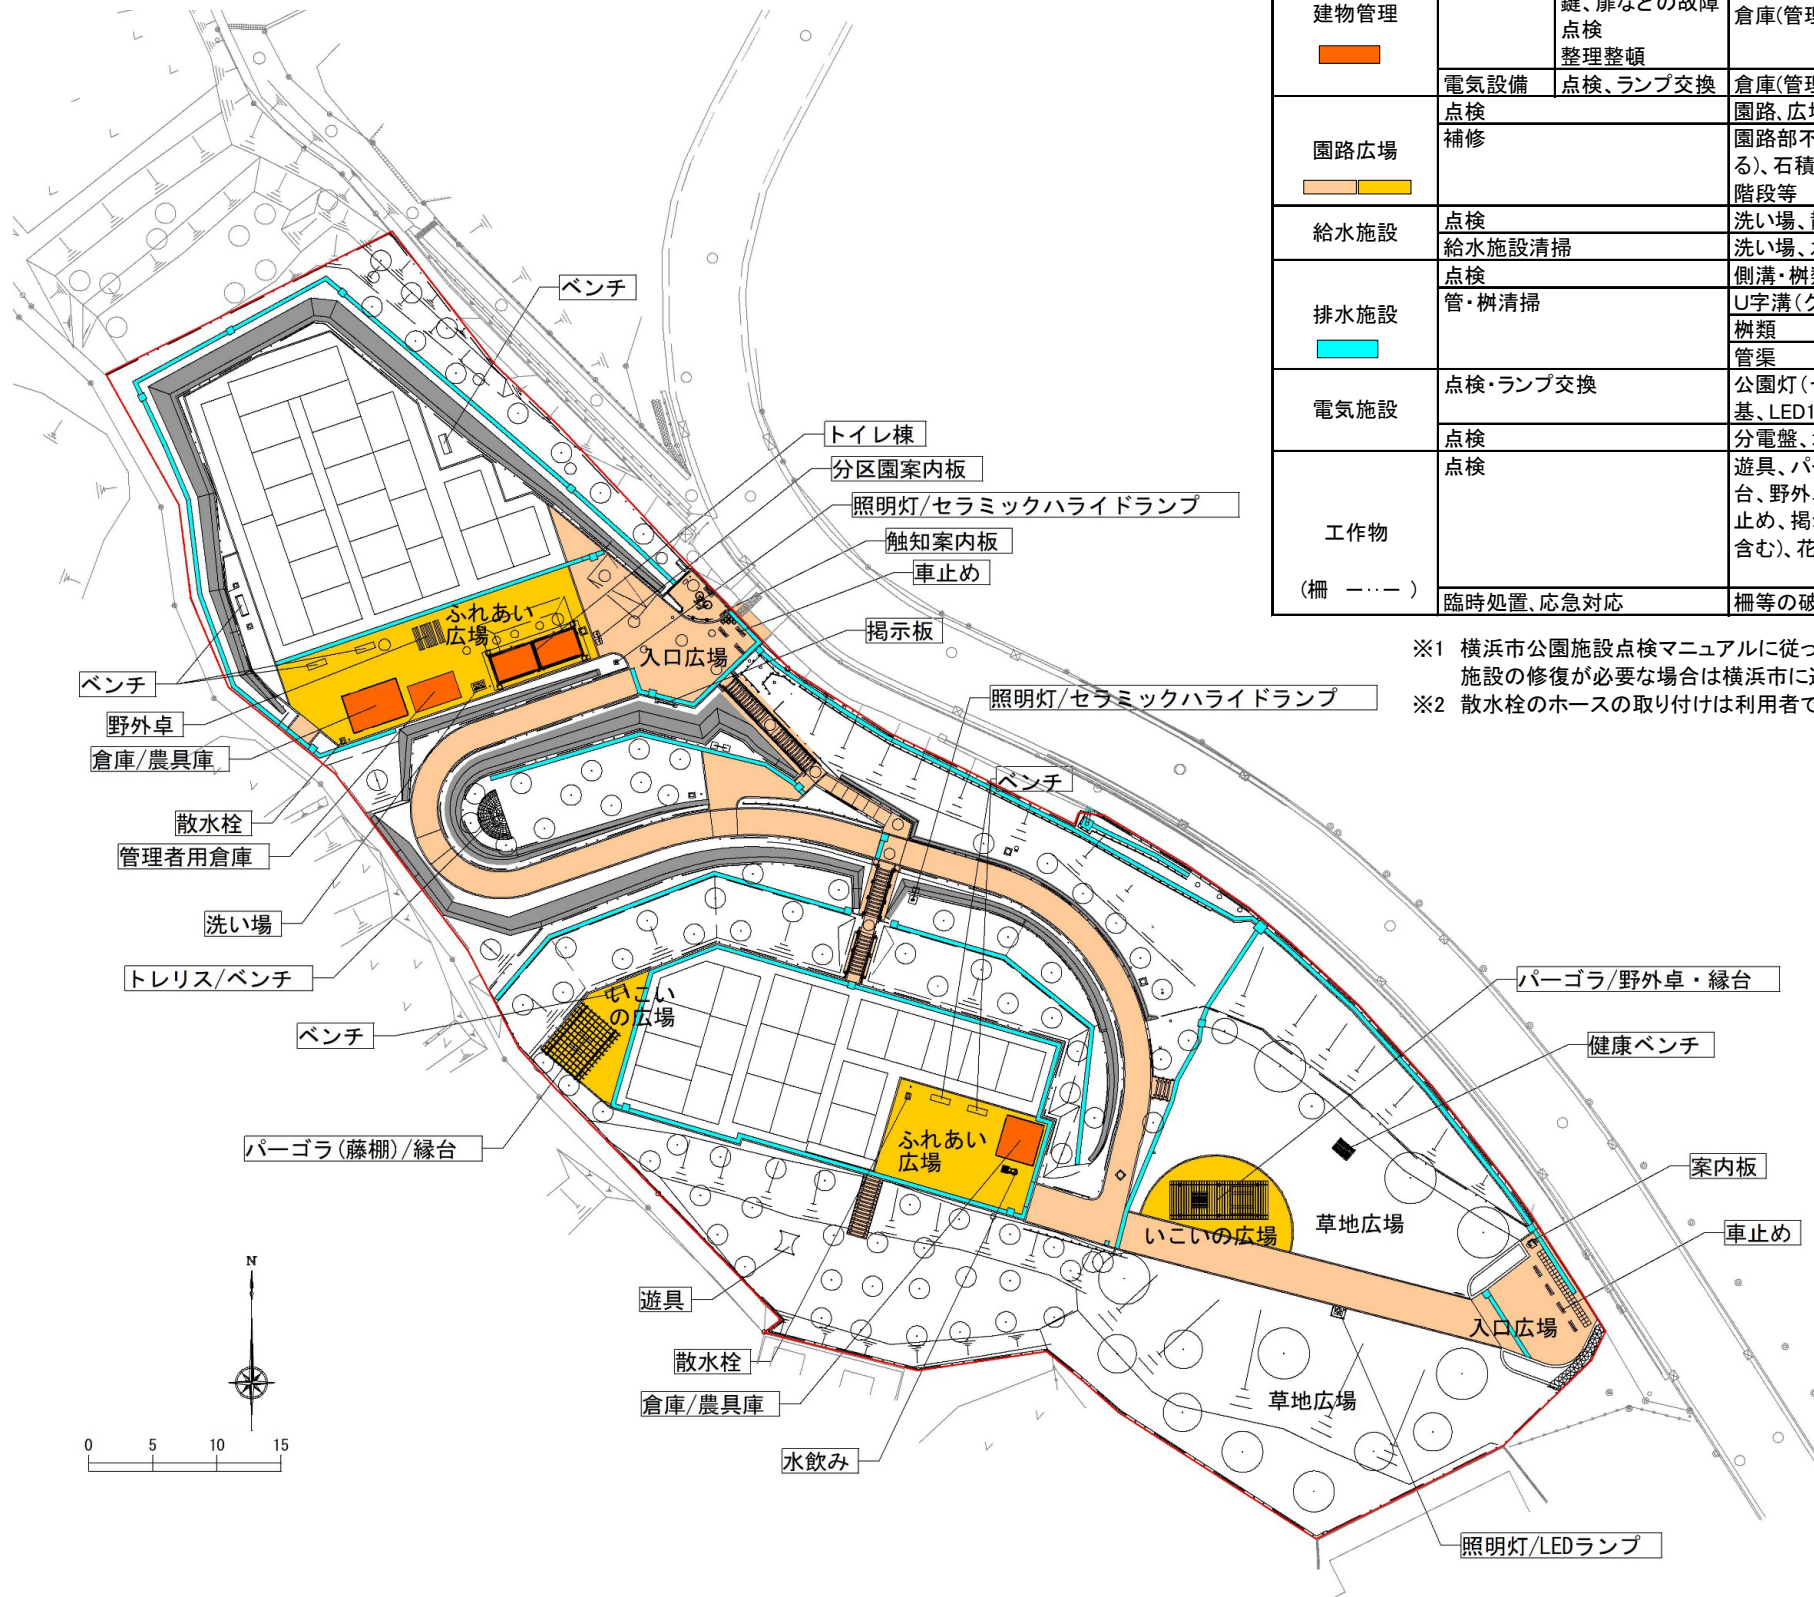 建物管理
鍵、扉などの故障
点検
整理整頓
倉庫(管理
電気設備
点検、ランプ交換
倉庫(管理
園路広場
点検
園路、広場
補修
園路部不
る)、石積
階段等
給水施設
点検
洗い場、
給水施設清掃
洗い場、
排水施設
点検
側溝・桝
管・桝清掃
U字溝(
桝類
管渠
電気施設
点検・ランプ交換
公園灯(
基、LED1
点検
分電盤、
工作物
(柵 ー‥ー )
点検
遊具、パ
台、野外
止め、掲
含む)、花
臨時処置、応急対応
柵等の破
※1 横浜市公園施設点検マニュアルに従っ
施設の修復が必要な場合は横浜市に
※2 散水栓のホースの取り付けは利用者で
ベンチ
トイレ棟
分区園案内板
照明灯/セラミックハライドランプ
触知案内板
車止め
掲示板
ふれあい
広場
入口広場
ベンチ
野外卓
倉庫/農具庫
照明灯/セラミックハライドランプ
ベンチ
散水栓
管理者用倉庫
洗い場
トレリス/ベンチ
ベンチ
いこい
の広場
パーゴラ/野外卓・縁台
健康ベンチ
パーゴラ(藤棚)/縁台
ふれあい
広場
案内板
いこいの広場
草地広場
車止め
遊具
入口広場
散水栓
倉庫/農具庫
草地広場
水飲み
照明灯/LEDランプ
N
0 5 10 15